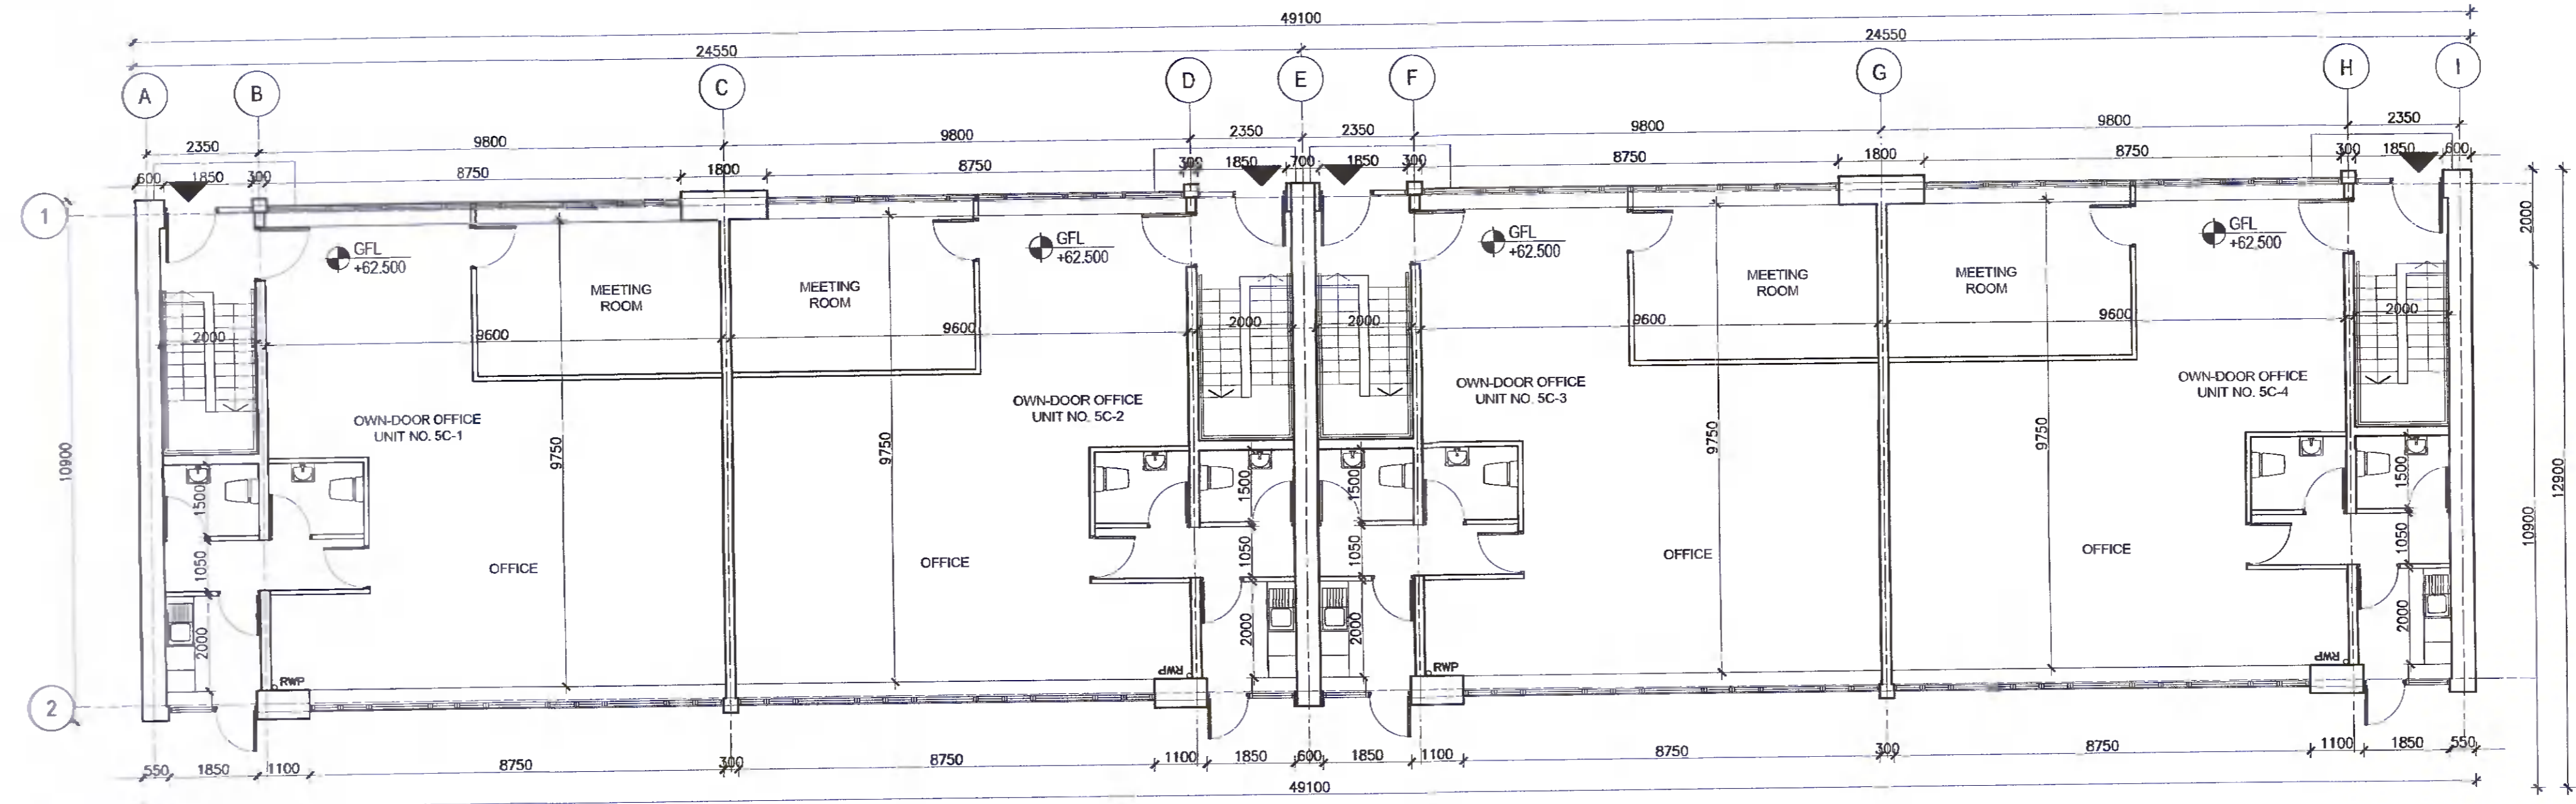 49100
24550
24550
A
B
C
D
E
F
G
H
I
2350
9800
9800
2350
2350
9800
9800
2350
600
1850
300
8750
1800
8750
300
1850
700
1850
300
8750
1800
8750
300
1850
600
1
GFL
+62.500
GFL
+62.500
GFL
+62.500
GFL
+62.500
2000
MEETING
ROOM
MEETING
ROOM
MEETING
ROOM
MEETING
ROOM
2000
9600
9600
2000
2000
9600
9600
2000
OWN-DOOR OFFICE
UNIT NO. 5C-1
OWN-DOOR OFFICE
UNIT NO. 5C-2
OWN-DOOR OFFICE
UNIT NO. 5C-3
OWN-DOOR OFFICE
UNIT NO. 5C-4
10900
9750
9750
9750
9750
10900
12900
1500
1500
1500
1500
1050
1050
1050
1050
OFFICE
OFFICE
OFFICE
OFFICE
2000
2000
2000
2000
RWP
RWP
RWP
RWP
2
550
1850
1100
8750
300
8750
1100
1850
600
1850
1100
8750
300
8750
1100
1850
550
49100